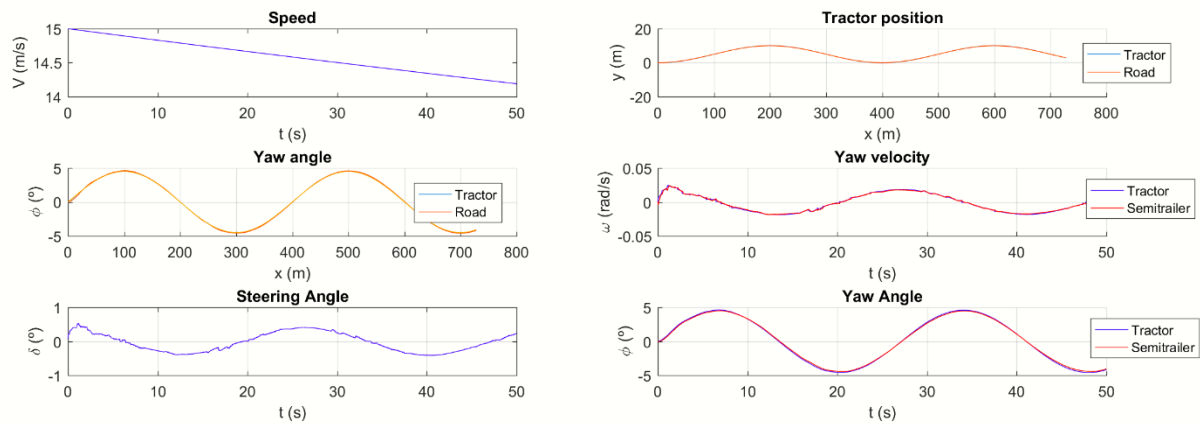 Speed
15
14.5
14
V (m/s)
0 10 20 30 40 50
t (s)
Tractor position
20
0
-20
y (m)
0 100 200 300 400 500 600 700 800
x (m)
Tractor
Road
Yaw angle
5
0
-5
ϕ (º)
0 100 200 300 400 500 600 700 800
x (m)
Tractor
Road
Yaw velocity
0.05
0
-0.05
ω (rad/s)
0 10 20 30 40 50
t (s)
Tractor
Semitrailer
Steering Angle
1
0
-1
δ (º)
0 10 20 30 40 50
t (s)
Yaw Angle
5
0
-5
ϕ (º)
0 10 20 30 40 50
t (s)
Tractor
Semitrailer